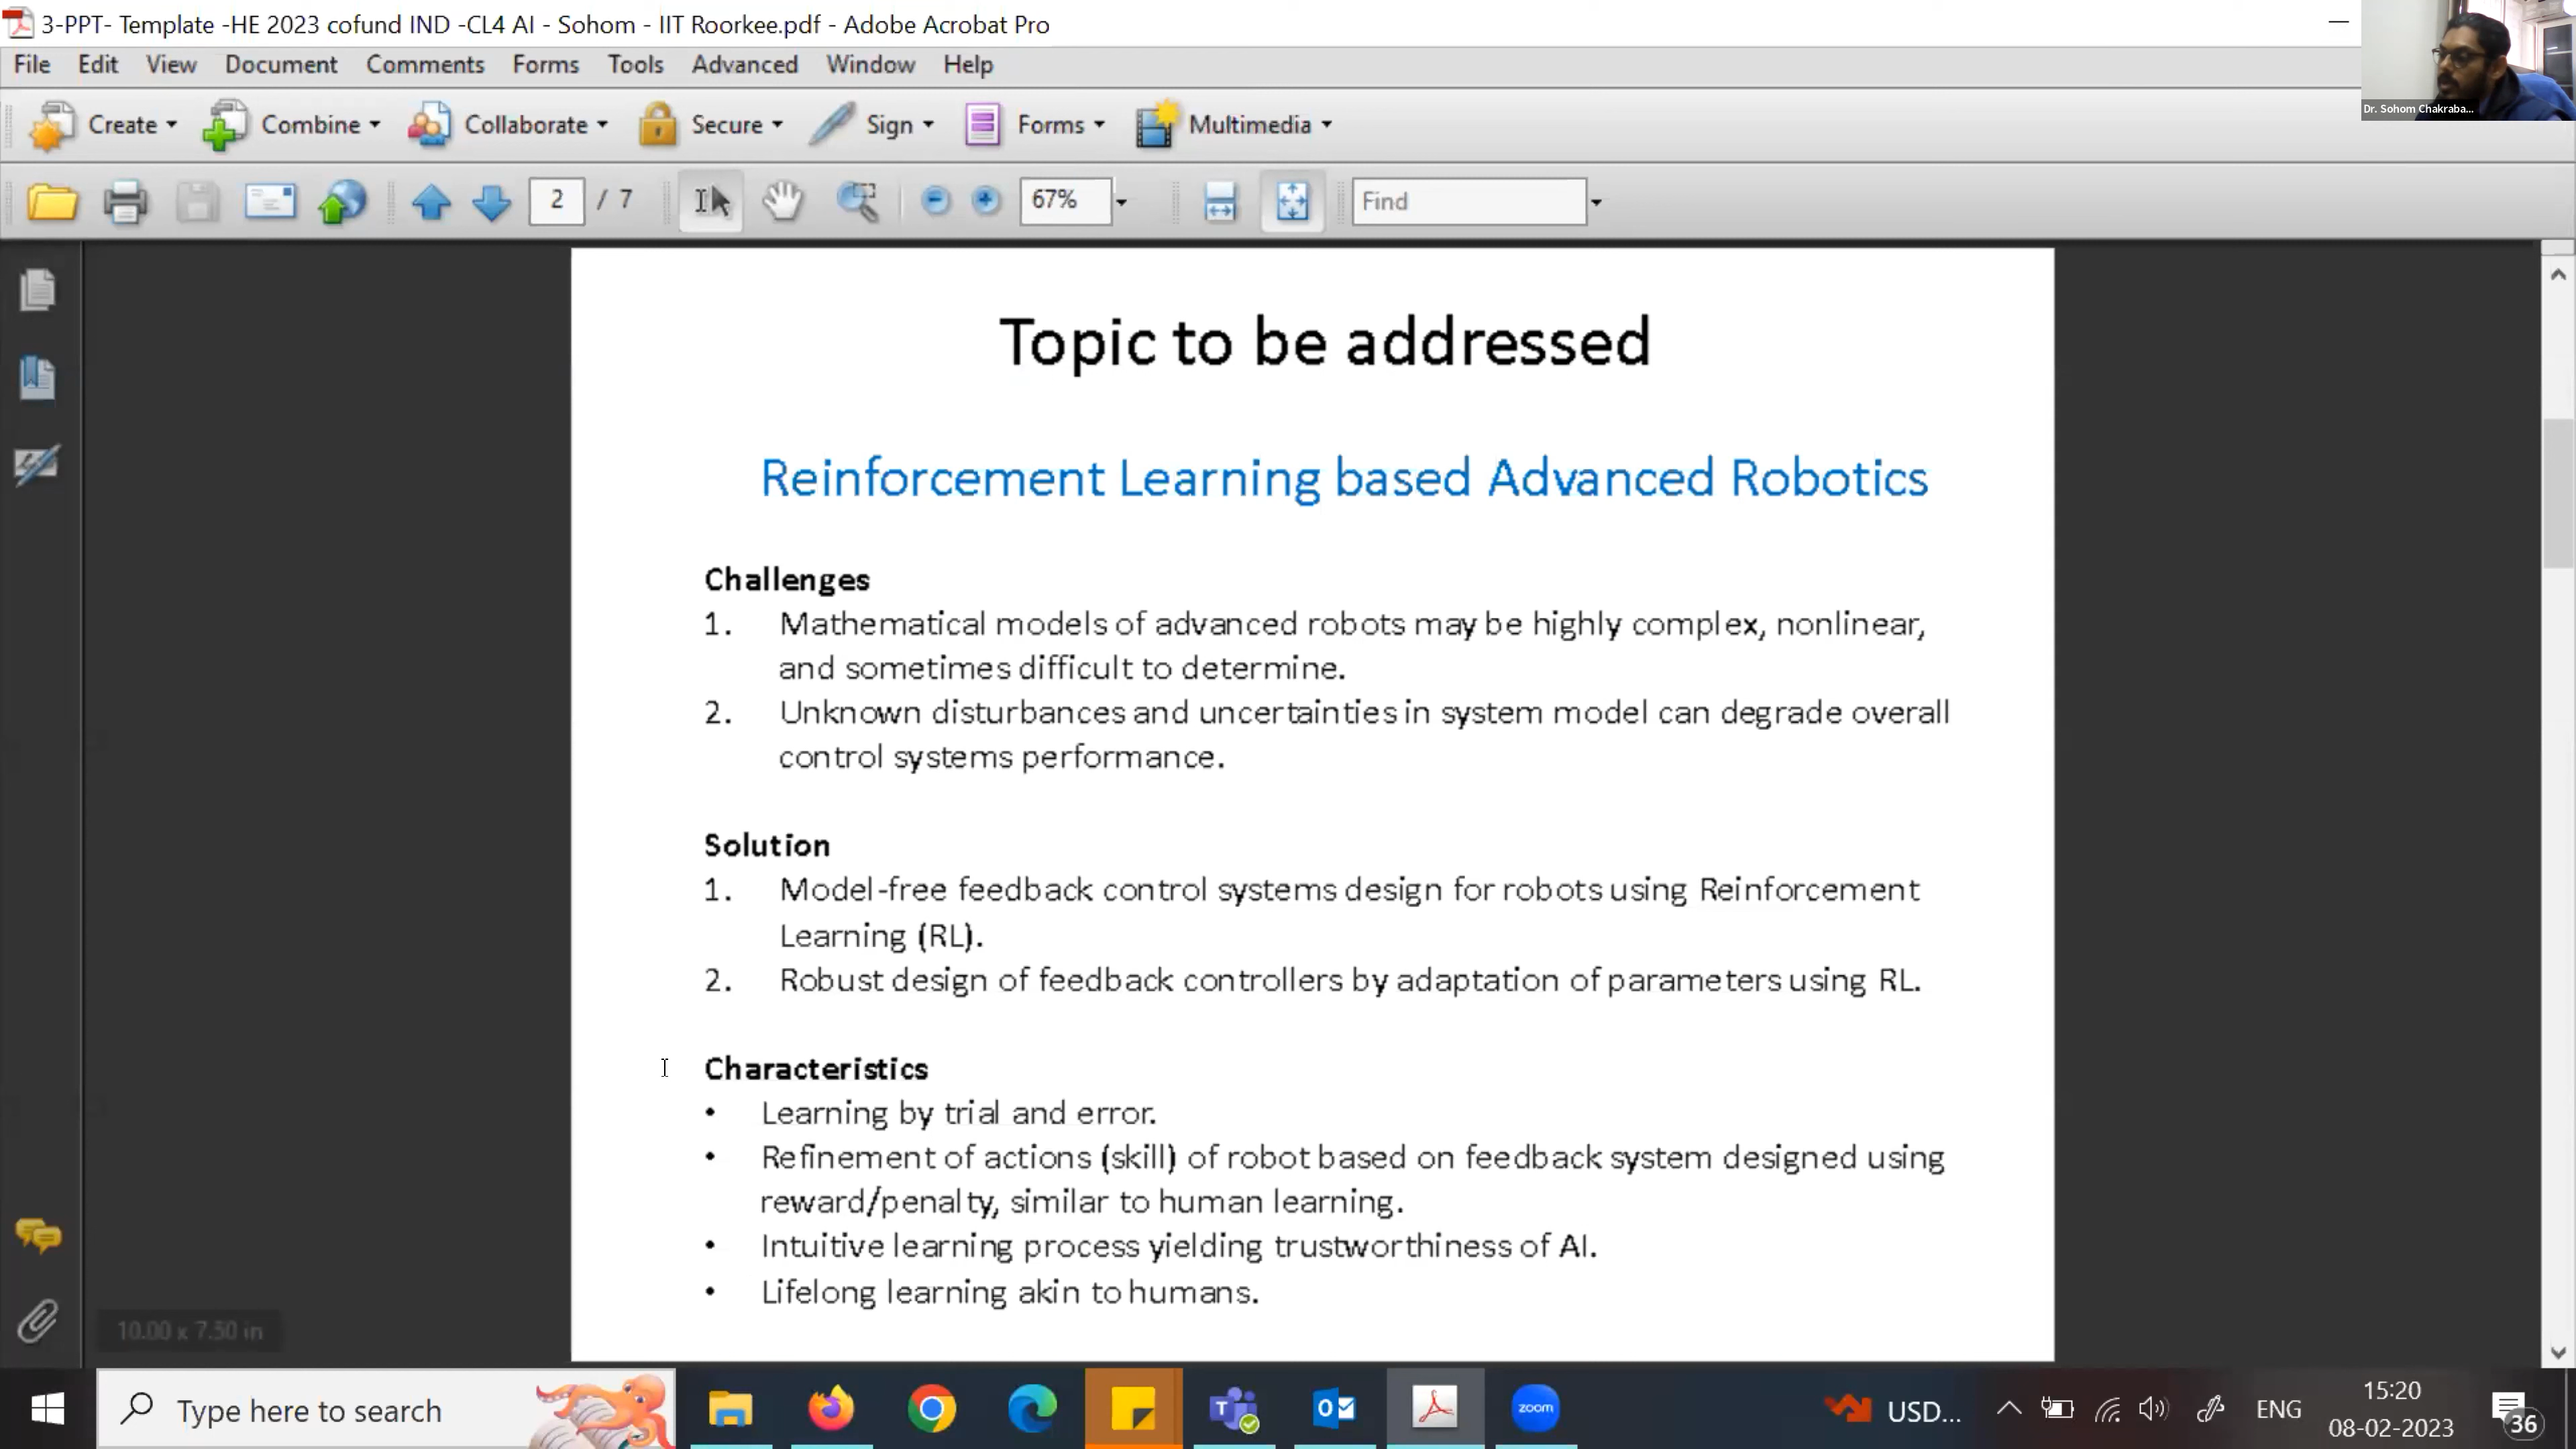 3-PPT- Template -HE 2023 cofund IND -CL4 AI - Sohom - IIT Roorkee.pdf - Adobe Acrobat Pro
File Edit View Document Comments Forms Tools Advanced Window Help
Create Combine Collaborate Secure Sign Forms Multimedia
Dr. Sohom Chakraba...
2 / 7 67% Find
Topic to be addressed
Reinforcement Learning based Advanced Robotics
Challenges
1. Mathematical models of advanced robots may be highly complex, nonlinear,
and sometimes difficult to determine.
2. Unknown disturbances and uncertainties in system model can degrade overall
control systems performance.
Solution
1. Model-free feedback control systems design for robots using Reinforcement
Learning (RL).
2. Robust design of feedback controllers by adaptation of parameters using RL.
Characteristics
• Learning by trial and error.
• Refinement of actions (skill) of robot based on feedback system designed using
reward/penalty, similar to human learning.
• Intuitive learning process yielding trustworthiness of AI.
• Lifelong learning akin to humans.
10.00 x 7.50 in
Type here to search
T
zoom
USD...
ENG
15:20
08-02-2023
36